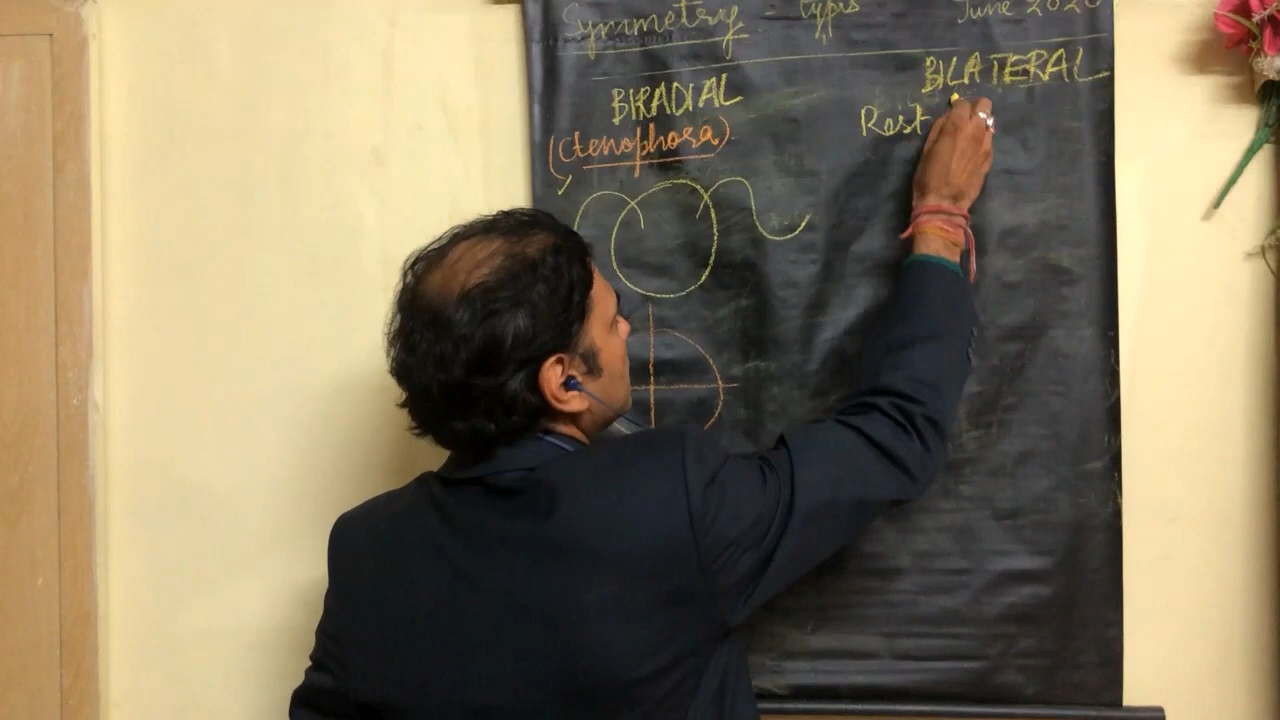 Symmetry types June 2020
BIRADIAL
BILATERAL
(Ctenophora)
Rest